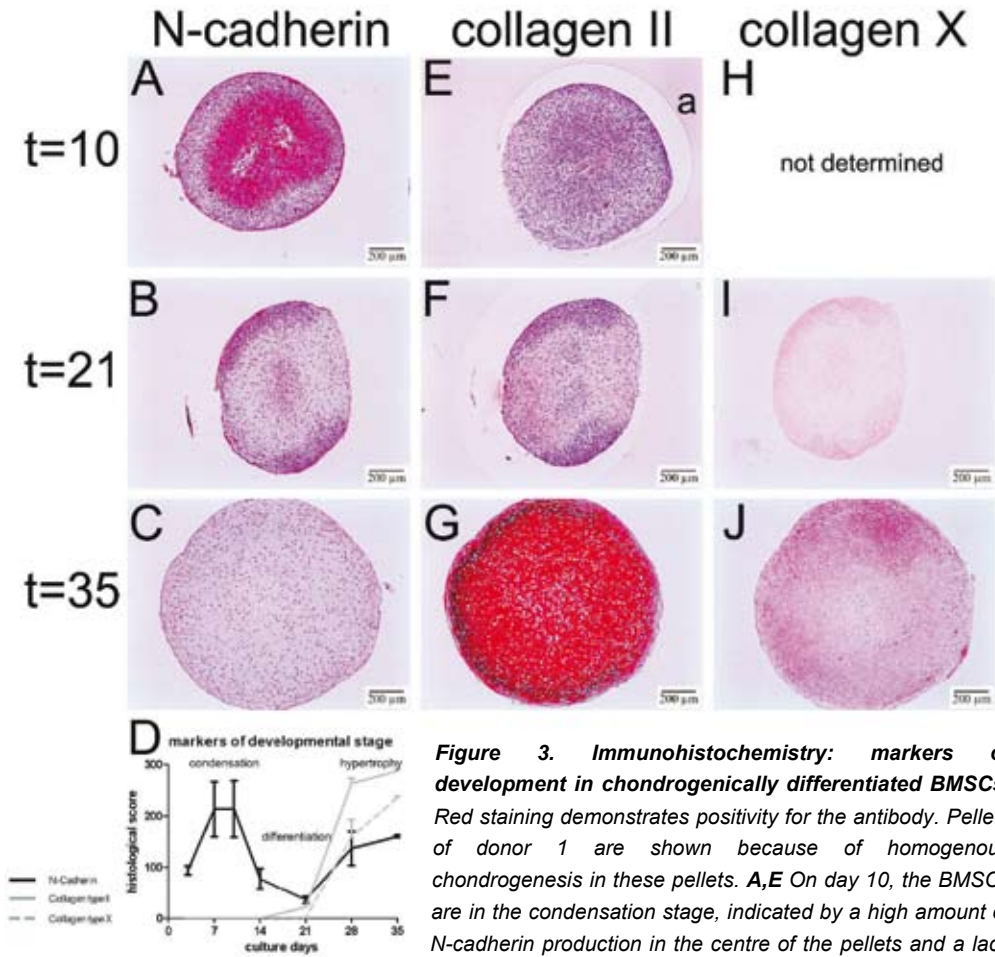 N-cadherin collagen II collagen X
A E a H
t=10
not determined
200 µm 200 µm
B F I
t=21
200 µm 200 µm 200 µm
C G J
t=35
200 µm 200 µm 200 µm
D markers of developmental stage
condensation hypertrophy
differentiation
300
200
100
0
histological score
0 7 14 21 28 35
culture days
N-Cadherin
Collagen type II
Collagen type X
Figure 3. Immunohistochemistry: markers
development in chondrogenically differentiated BMSCs
Red staining demonstrates positivity for the antibody. Pelle
of donor 1 are shown because of homogenou
chondrogenesis in these pellets. A,E On day 10, the BMSC
are in the condensation stage, indicated by a high amount
N-cadherin production in the centre of the pellets and a lac